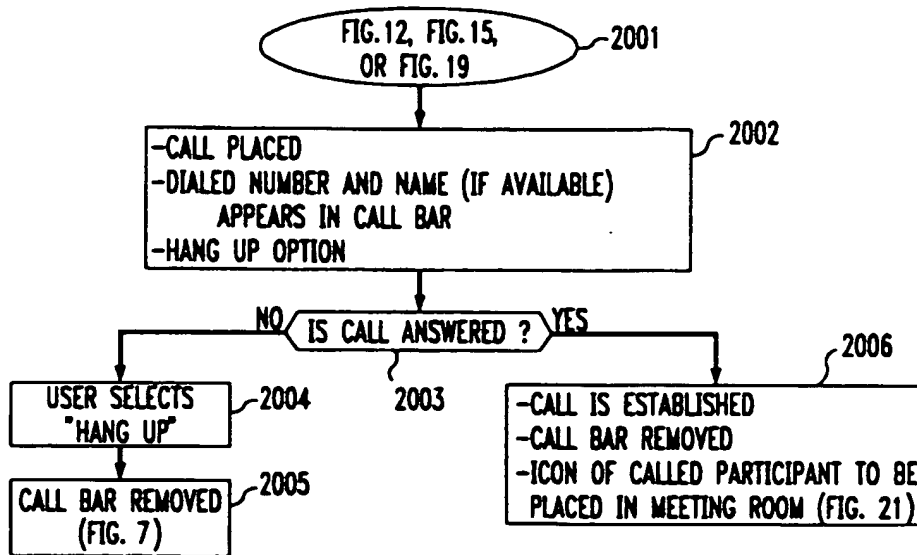 FIG. 12, FIG. 15,
OR FIG. 19
2001
2002
-CALL PLACED
-DIALED NUMBER AND NAME (IF AVAILABLE)
APPEARS IN CALL BAR
-HANG UP OPTION
NO
IS CALL ANSWERED ?
YES
2003
USER SELECTS
"HANG UP"
2004
CALL BAR REMOVED
(FIG. 7)
2005
2006
-CALL IS ESTABLISHED
-CALL BAR REMOVED
-ICON OF CALLED PARTICIPANT TO BE
PLACED IN MEETING ROOM (FIG. 21)